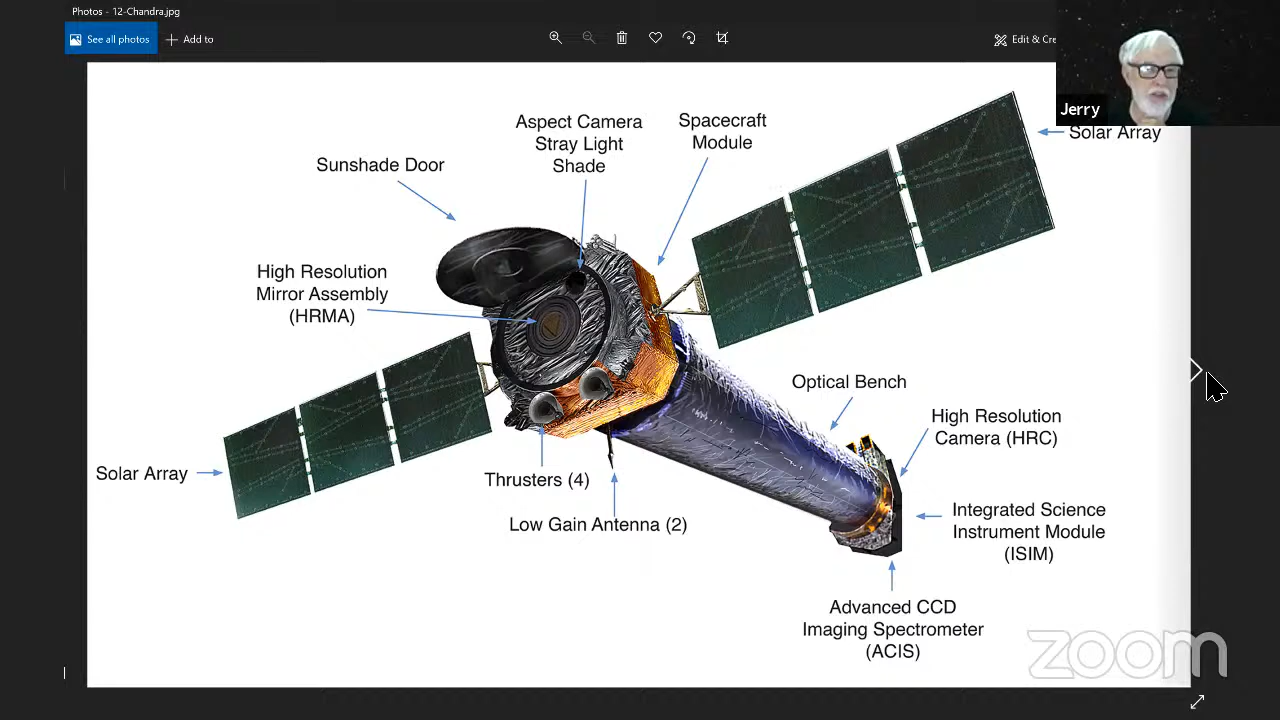 Photos - 12-Chandra.jpg
See all photos
Add to
Edit & Cre
Jerry
Aspect Camera
Stray Light
Shade
Spacecraft
Module
Solar Array
Sunshade Door
High Resolution
Mirror Assembly
(HRMA)
Optical Bench
High Resolution
Camera (HRC)
Solar Array
Thrusters (4)
Low Gain Antenna (2)
Integrated Science
Instrument Module
(ISIM)
Advanced CCD
Imaging Spectrometer
(ACIS)
zoom